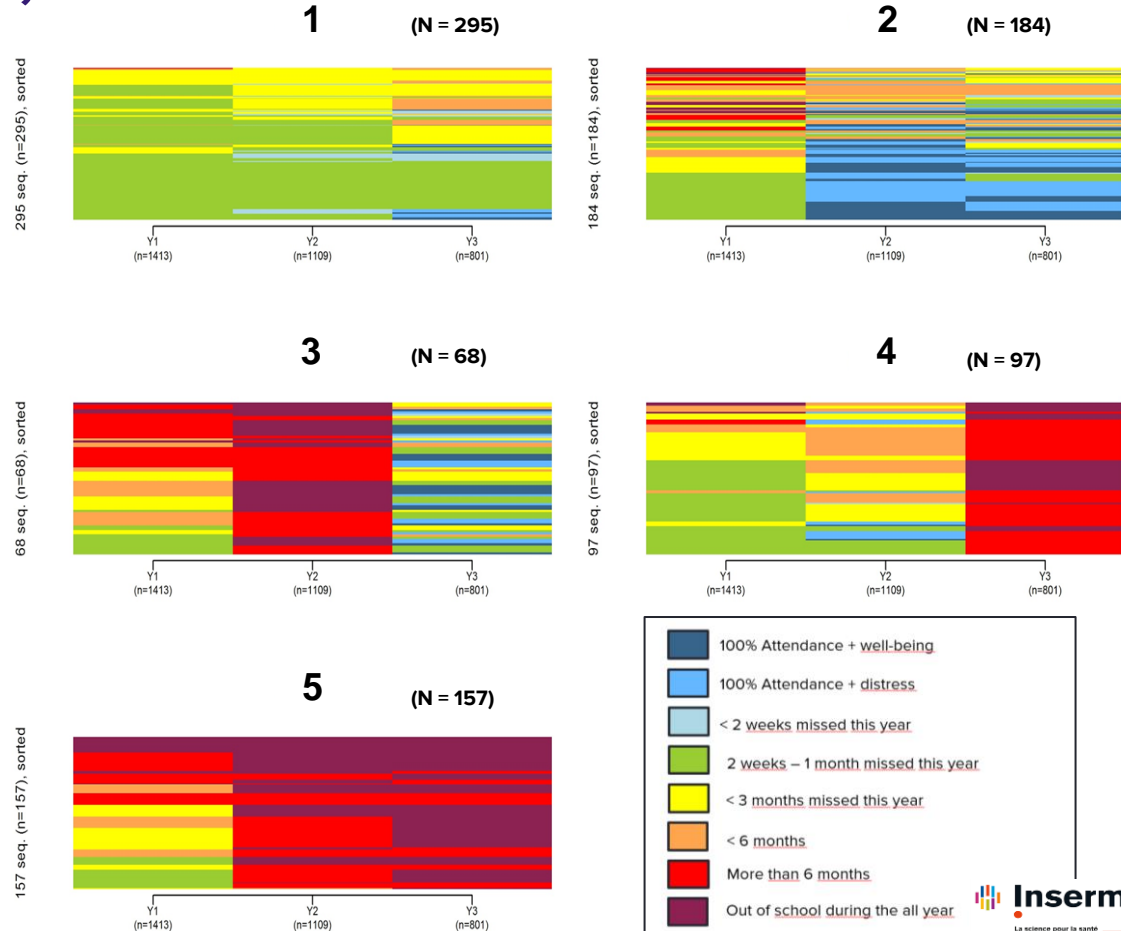 1 (N = 295)
295 seq. (n=295), sorted
Y1 Y2 Y3
(n=1413) (n=1109) (n=801)
2 (N = 184)
184 seq. (n=184), sorted
Y1 Y2 Y3
(n=1413) (n=1109) (n=801)
3 (N = 68)
68 seq. (n=68), sorted
Y1 Y2 Y3
(n=1413) (n=1109) (n=801)
4 (N = 97)
97 seq. (n=97), sorted
Y1 Y2 Y3
(n=1413) (n=1109) (n=801)
5 (N = 157)
157 seq. (n=157), sorted
Y1 Y2 Y3
(n=1413) (n=1109) (n=801)
100% Attendance + well-being
100% Attendance + distress
< 2 weeks missed this year
2 weeks – 1 month missed this year
< 3 months missed this year
< 6 months
More than 6 months
Out of school during the all year
Inserm
La science pour la santé